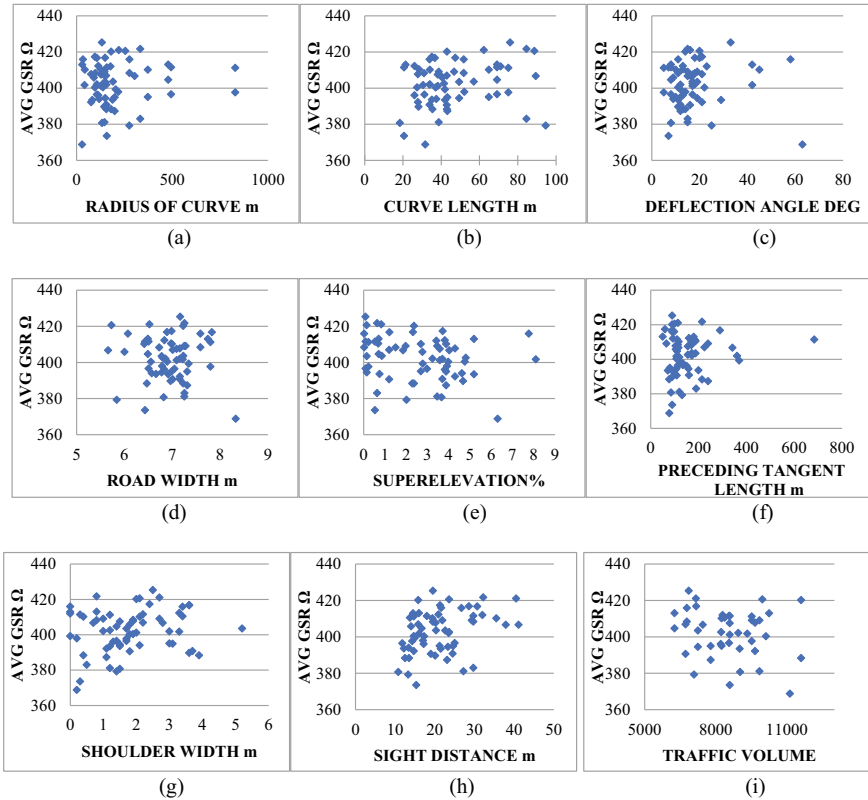 440
420
400
380
360
AVG GSR Ω
0 500 1000
RADIUS OF CURVE m
(a)
440
420
400
380
360
AVG GSR Ω
0 20 40 60 80 100
CURVE LENGTH m
(b)
440
420
400
380
360
AVG GSR Ω
0 20 40 60 80
DEFLECTION ANGLE DEG
(c)
440
420
400
380
360
AVG GSR Ω
5 6 7 8 9
ROAD WIDTH m
(d)
440
420
400
380
360
AVG GSR Ω
0 1 2 3 4 5 6 7 8 9
SUPERELEVATION%
(e)
440
420
400
380
360
AVG GSR Ω
0 200 400 600 800
PRECEDING TANGENT
LENGTH m
(f)
440
420
400
380
360
AVG GSR Ω
0 2 4 6
SHOULDER WIDTH m
(g)
440
420
400
380
360
AVG GSR Ω
0 10 20 30 40 50
SIGHT DISTANCE m
(h)
440
420
400
380
360
AVG GSR Ω
5000 8000 11000
TRAFFIC VOLUME
(i)